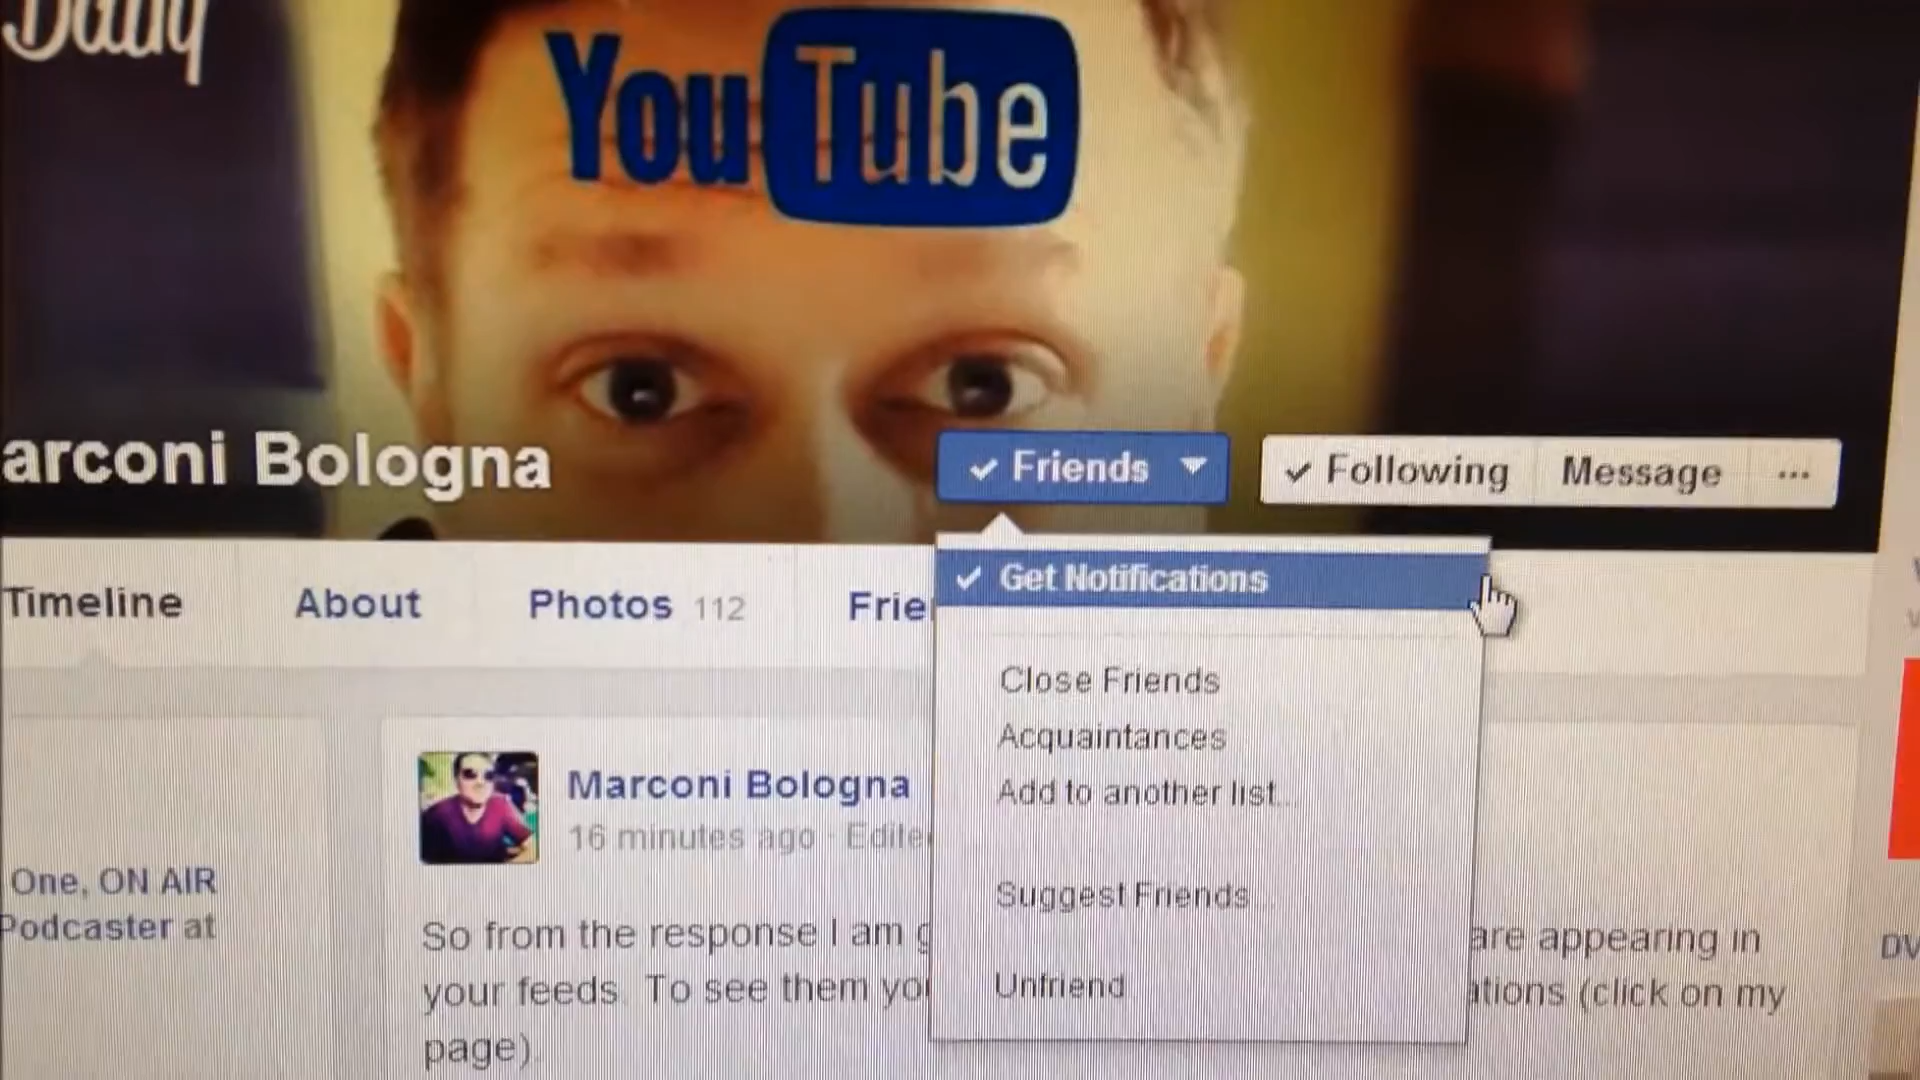 Daily
YouTube
arconi Bologna
Friends
Following
Message
...
Timeline
About
Photos 112
Frie
Get Notifications
Close Friends
Acquaintances
Add to another list...
Suggest Friends...
Unfriend
Marconi Bologna
16 minutes ago · Edite
So from the response I am g
are appearing in
your feeds. To see them yo
ations (click on my
page)
One, ON AIR
Podcaster at
DV